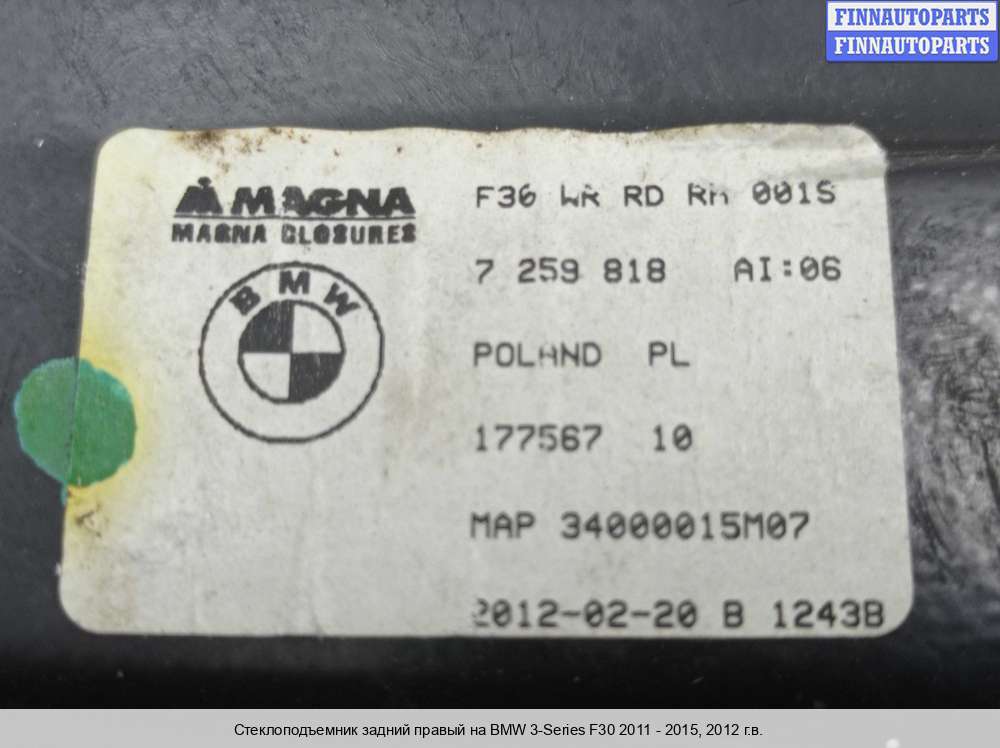 FINNAUTOPARTS
FINNAUTOPARTS
MAGNA
MAGNA CLOSURES
BMW
F30 WR RD RH 001S
7 259 818 AI:06
POLAND PL
177567 10
MAP 34000015M07
2012-02-20 B 1243B
Стеклоподъемник задний правый на BMW 3-Series F30 2011 - 2015, 2012 г.в.